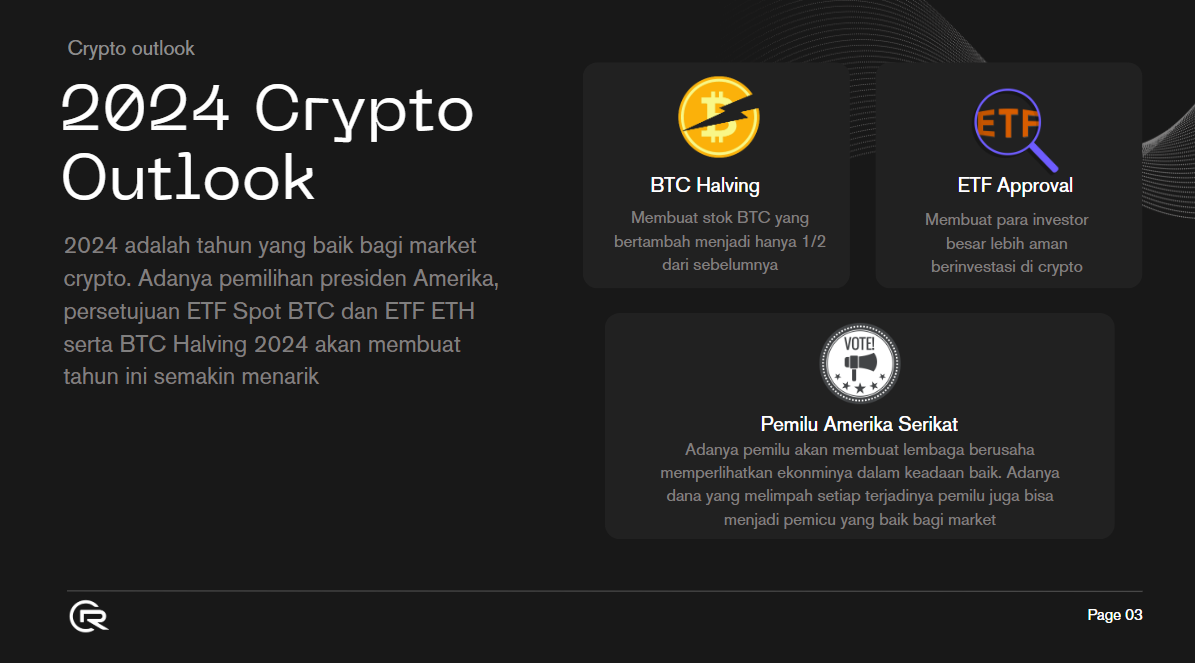 Crypto outlook
2024 Crypto
Outlook
2024 adalah tahun yang baik bagi market
crypto. Adanya pemilihan presiden Amerika,
persetujuan ETF Spot BTC dan ETF ETH
serta BTC Halving 2024 akan membuat
tahun ini semakin menarik
BTC Halving
Membuat stok BTC yang
bertambah menjadi hanya 1/2
dari sebelumnya
ETF
ETF Approval
Membuat para investor
besar lebih aman
berinvestasi di crypto
VOTE!
Pemilu Amerika Serikat
Adanya pemilu akan membuat lembaga berusaha
memperlihatkan ekonminya dalam keadaan baik. Adanya
dana yang melimpah setiap terjadinya pemilu juga bisa
menjadi pemicu yang baik bagi market
Page 03